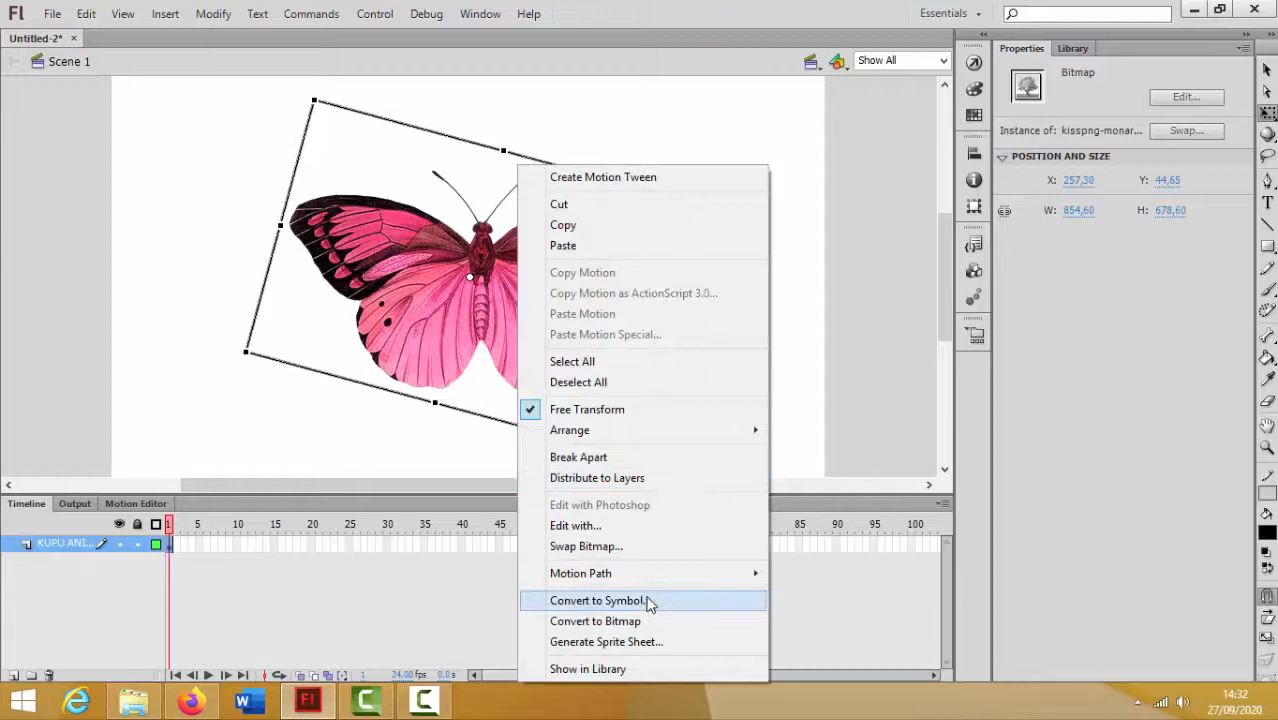 Fl File Edit View Insert Modify Text Commands Control Debug Window Help Essentials
Untitled-2* ×
Scene 1 Show All
Properties Library
Bitmap
Edit...
Instance of: kisspng-monar... Swap...
POSITION AND SIZE
X: 257,30 Y: 44,65
W: 854,60 H: 678,60
Create Motion Tween
Cut
Copy
Paste
Copy Motion
Copy Motion as ActionScript 3.0...
Paste Motion
Paste Motion Special...
Select All
Deselect All
Free Transform
Arrange
Break Apart
Distribute to Layers
Edit with Photoshop
Edit with...
Swap Bitmap...
Motion Path
Convert to Symbol...
Convert to Bitmap
Generate Sprite Sheet...
Show in Library
Timeline Output Motion Editor
1 5 10 15 20 25 30 35 40 45 85 90 95 100
KUPU ANI...
1 24,00 fps 0,0 s
W Fl C C
14:32
27/09/2020